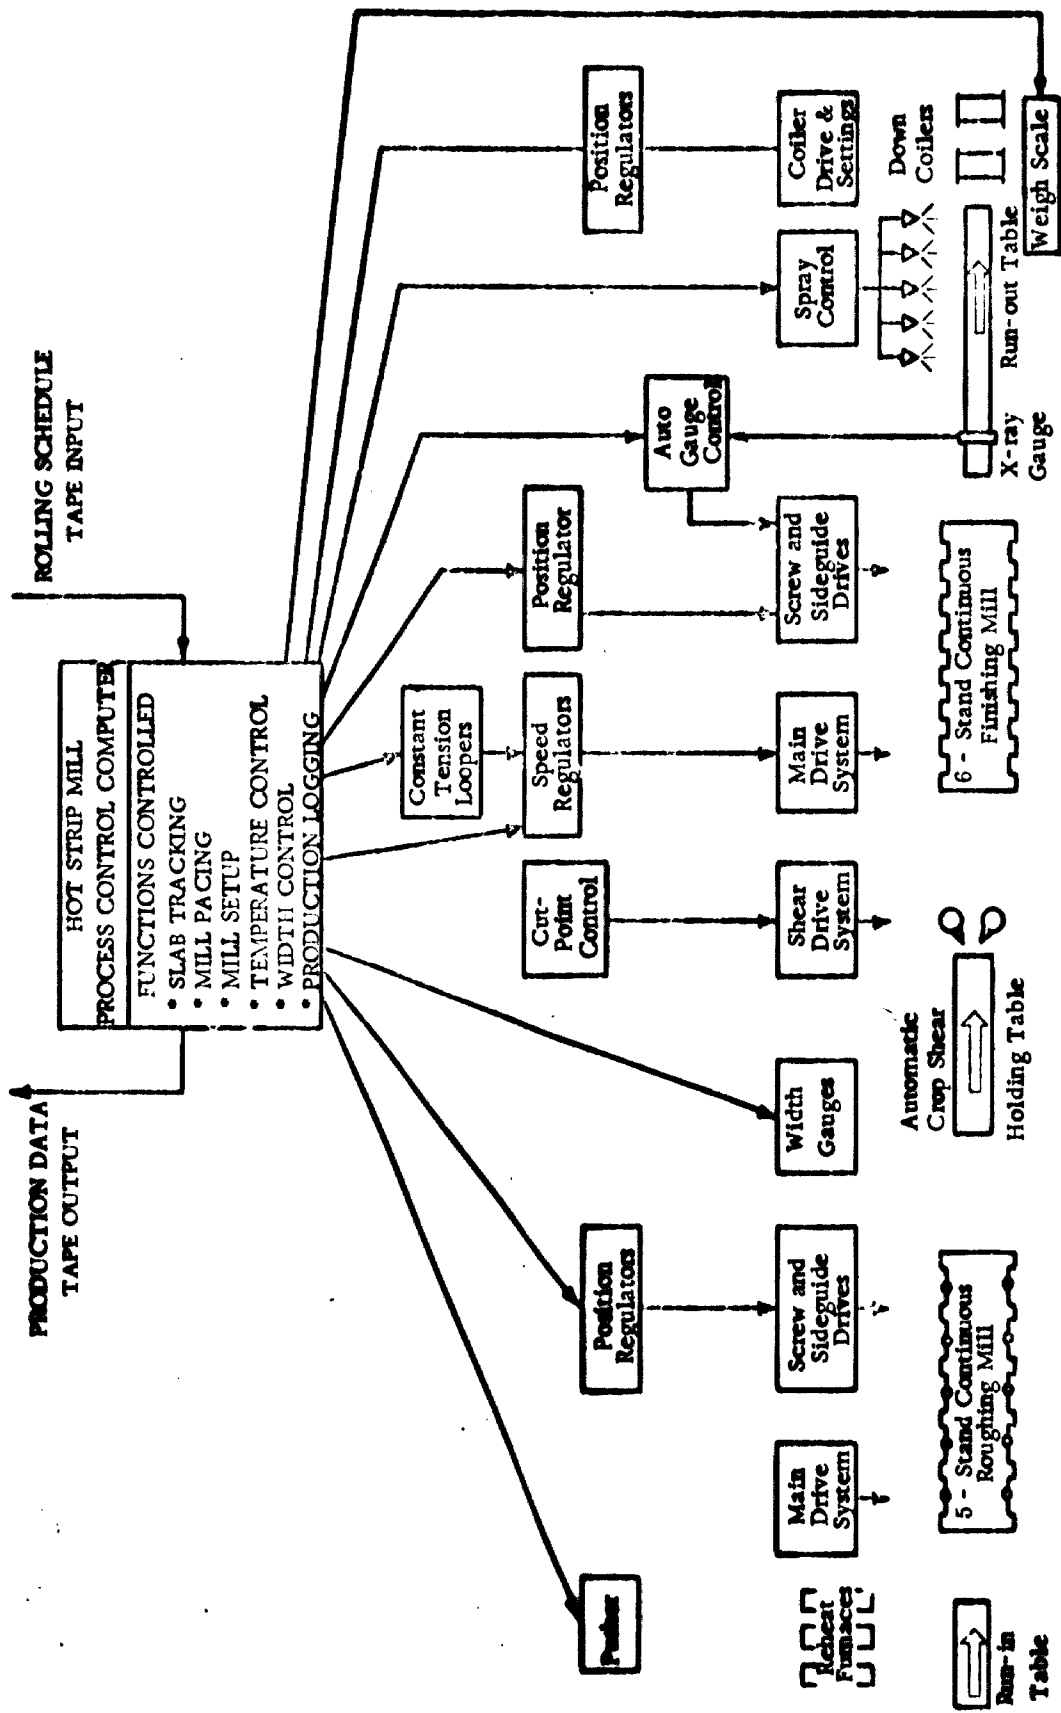 PRODUCTION DATA
TAPE OUTPUT
ROLLING SCHEDULE
TAPE INPUT
HOT STRIP MILL
PROCESS CONTROL COMPUTER
FUNCTIONS CONTROLLED
* SLAB TRACKING
* MILL PACING
* MILL SETUP
* TEMPERATURE CONTROL
* WIDTH CONTROL
* PRODUCTION LOGGING
Pusher
Position
Regulators
Cut-
Point
Control
Constant
Tension
Loopers
Speed
Regulators
Position
Regulator
Auto
Gauge
Control
Position
Regulators
Reheat
Furnaces
Main
Drive
System
Screw and
Sideguide
Drives
Width
Gauges
Shear
Drive
System
Main
Drive
System
Screw and
Sideguide
Drives
Spray
Control
Coiler
Drive &
Settings
Down
Coilers
Run-in
Table
5 - Stand Continuous
Roughing Mill
Automatic
Crop Shear
Holding Table
6 - Stand Continuous
Finishing Mill
X-ray
Gauge
Run-out Table
Weigh Scale